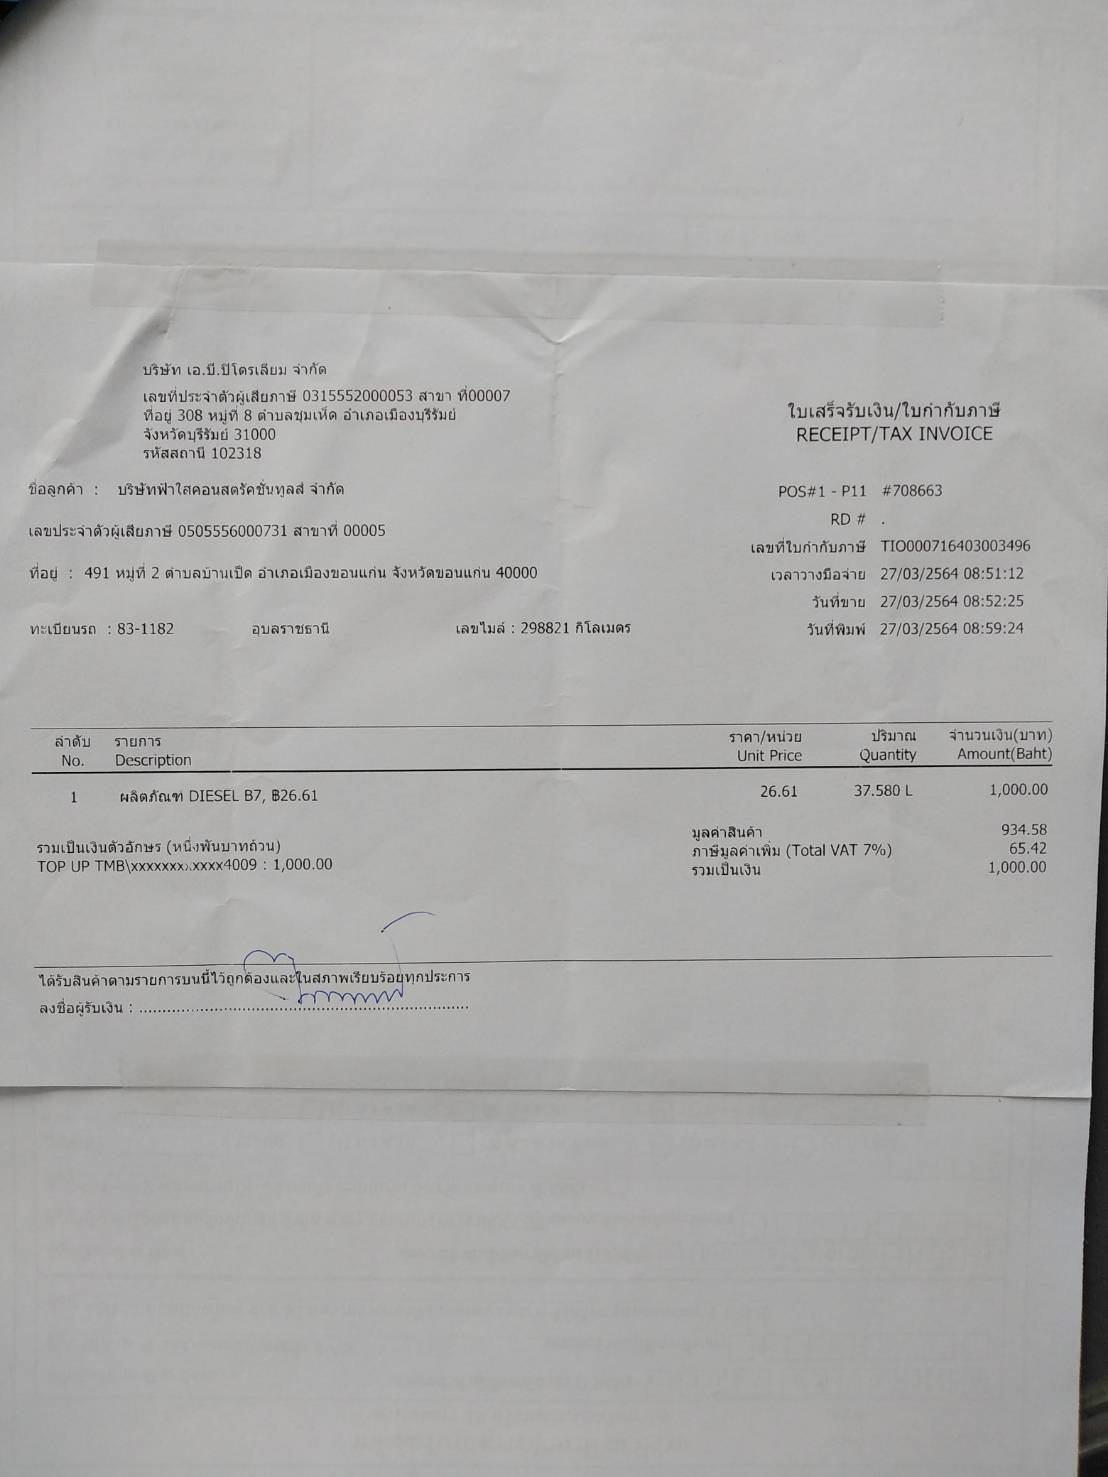 บริษัท เอ.บี.ปิโตรเลียม จำกัด
เลขที่ประจำตัวผู้เสียภาษี 0315552000053 สาขา ที่00007
ที่อยู่ 308 หมู่ที่ 8 ตำบลชุมเห็ด อำเภอเมืองบุรีรัมย์
จังหวัดบุรีรัมย์ 31000
รหัสสถานี 102318
ใบเสร็จรับเงิน/ใบกำกับภาษี
RECEIPT/TAX INVOICE
ชื่อลูกค้า : บริษัทฟ้าใสคอนสตรัคชั่นทูลส์ จำกัด
POS#1 - P11 #708663
RD # .
เลขประจำตัวผู้เสียภาษี 0505556000731 สาขาที่ 00005
เลขที่ใบกำกับภาษี TIO000716403003496
ที่อยู่ : 491 หมู่ที่ 2 ตำบลบ้านเป็ด อำเภอเมืองขอนแก่น จังหวัดขอนแก่น 40000
เวลาวางมือจ่าย 27/03/2564 08:51:12
วันที่ขาย 27/03/2564 08:52:25
ทะเบียนรถ : 83-1182 อุบลราชธานี เลขไมล์ : 298821 กิโลเมตร
วันที่พิมพ์ 27/03/2564 08:59:24
ลำดับ รายการ ราคา/หน่วย ปริมาณ จำนวนเงิน(บาท)
No. Description Unit Price Quantity Amount(Baht)
1 ผลิตภัณฑ์ DIESEL B7, ฿26.61 26.61 37.580 L 1,000.00
มูลค่าสินค้า 934.58
รวมเป็นเงินตัวอักษร (หนึ่งพันบาทถ้วน)
ภาษีมูลค่าเพิ่ม (Total VAT 7%) 65.42
TOP UP TMB\xxxxxxxxxxxx4009 : 1,000.00
รวมเป็นเงิน 1,000.00
ได้รับสินค้าตามรายการบนนี้ไว้ถูกต้องและในสภาพเรียบร้อยทุกประการ
ลงชื่อผู้รับเงิน : ........................................................................